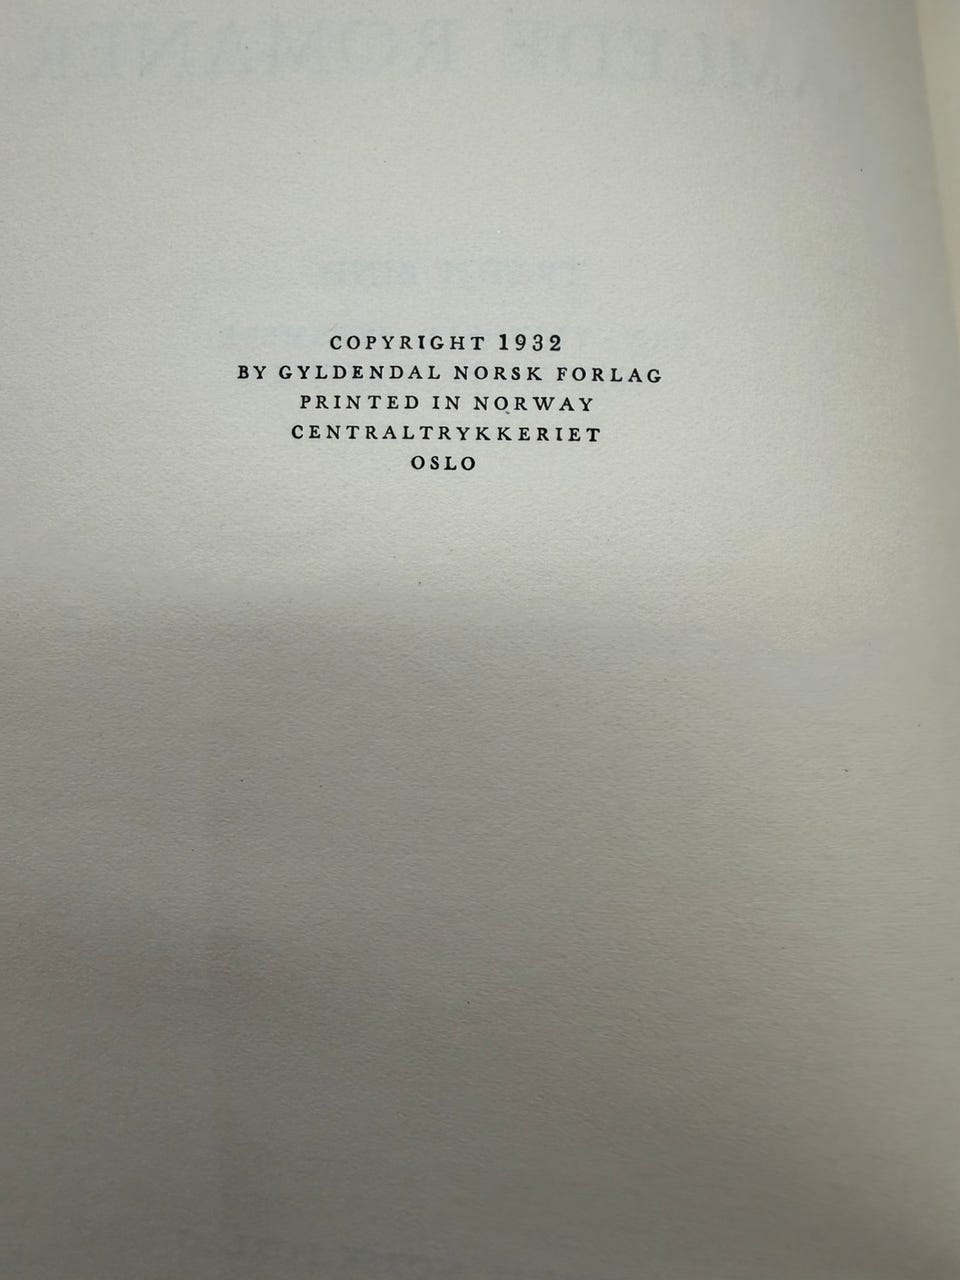 COPYRIGHT 1932
BY GYLDENDAL NORSK FORLAG
PRINTED IN NORWAY
CENTRALTRYKKERIET
OSLO